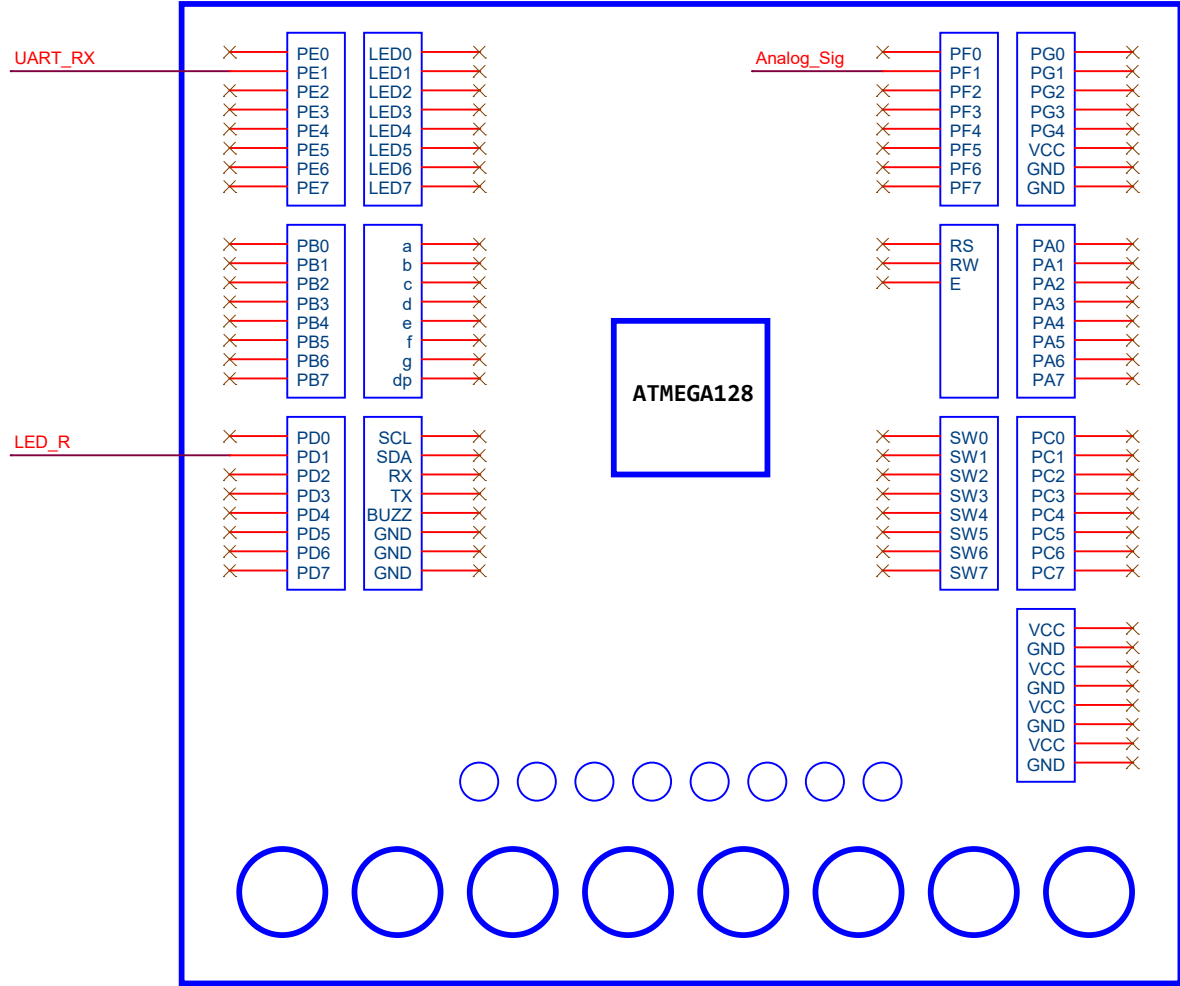 UART_RX
PE0
PE1
PE2
PE3
PE4
PE5
PE6
PE7
LED0
LED1
LED2
LED3
LED4
LED5
LED6
LED7
Analog_Sig
PF0
PF1
PF2
PF3
PF4
PF5
PF6
PF7
PG0
PG1
PG2
PG3
PG4
VCC
GND
GND
PB0
PB1
PB2
PB3
PB4
PB5
PB6
PB7
a
b
c
d
e
f
g
dp
RS
RW
E
PA0
PA1
PA2
PA3
PA4
PA5
PA6
PA7
ATMEGA128
LED_R
PD0
PD1
PD2
PD3
PD4
PD5
PD6
PD7
SCL
SDA
RX
TX
BUZZ
GND
GND
GND
SW0
SW1
SW2
SW3
SW4
SW5
SW6
SW7
PC0
PC1
PC2
PC3
PC4
PC5
PC6
PC7
VCC
GND
VCC
GND
VCC
GND
VCC
GND